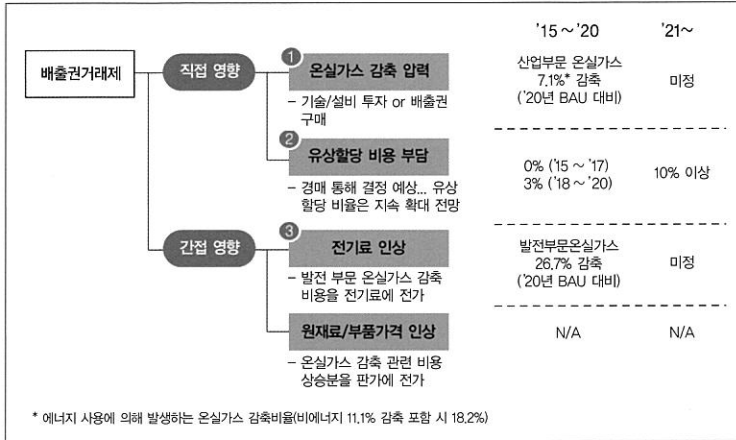 '15～'20 '21～
배출권거래제
직접 영향
1
온실가스 감축 압력
- 기술/설비 투자 or 배출권
구매
산업부문 온실가스
7.1%* 감축
('20년 BAU 대비)
미정
2
유상할당 비용 부담
- 경매 통해 결정 예상... 유상
할당 비율은 지속 확대 전망
0% ('15 ～ '17)
3% ('18 ～ '20)
10% 이상
간접 영향
3
전기료 인상
- 발전 부문 온실가스 감축
비용을 전기료에 전가
발전부문온실가스
26.7% 감축
('20년 BAU 대비)
미정
원재료/부품가격 인상
- 온실가스 감축 관련 비용
상승분을 판가에 전가
N/A N/A
* 에너지 사용에 의해 발생하는 온실가스 감축비율(비에너지 11.1% 감축 포함 시 18.2%)